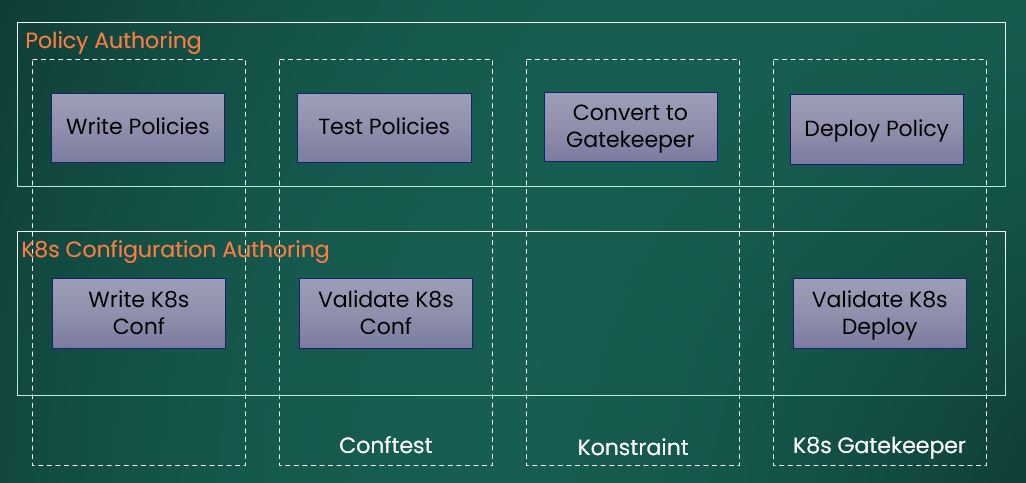 Policy Authoring
Write Policies
Test Policies
Convert to
Gatekeeper
Deploy Policy
K8s Configuration Authoring
Write K8s
Conf
Validate K8s
Conf
Validate K8s
Deploy
Conftest
Konstraint
K8s Gatekeeper